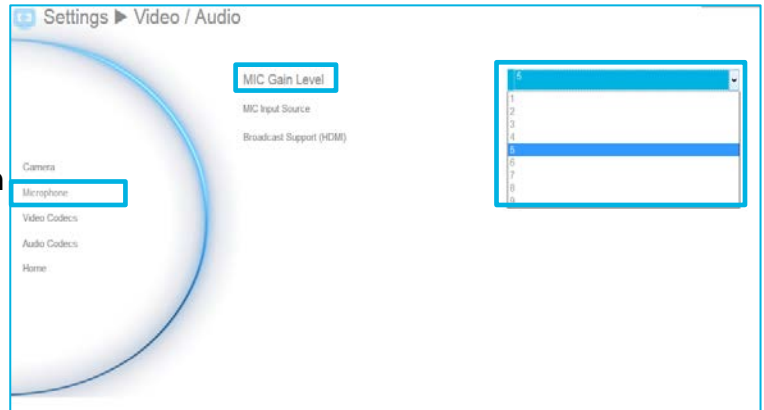 Settings ▶ Video / Audio
MIC Gain Level
5
MIC Input Source
Broadcast Support (HDMI)
1
2
3
4
5
6
7
8
9
Camera
Microphone
Video Codecs
Audio Codecs
Home